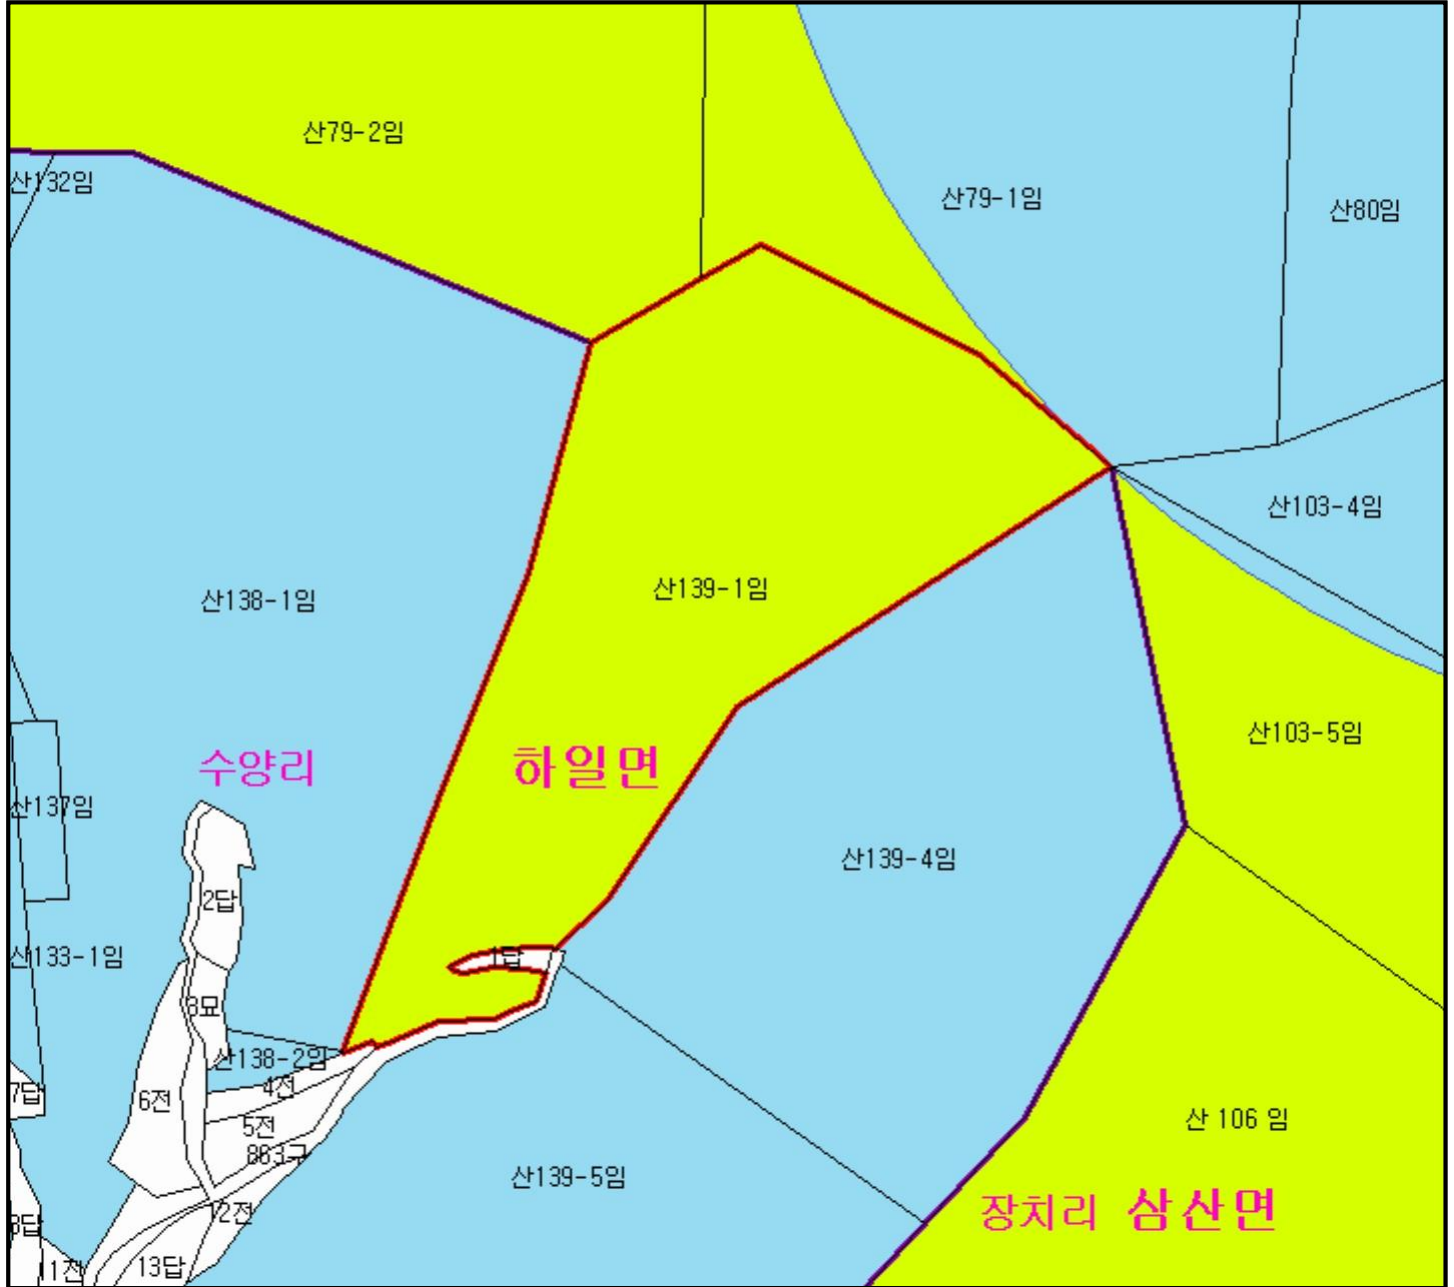 산79-2임
산132임
산79-1임
산80임
산103-4임
산139-1임
산138-1임
산103-5임
수양리
하일면
산137임
산139-4임
2답
산133-1임
1답
3묘
산138-2임
4전
7답
6전
5전
863구
산 106 임
산139-5임
12전
장치리 삼산면
13답
11전